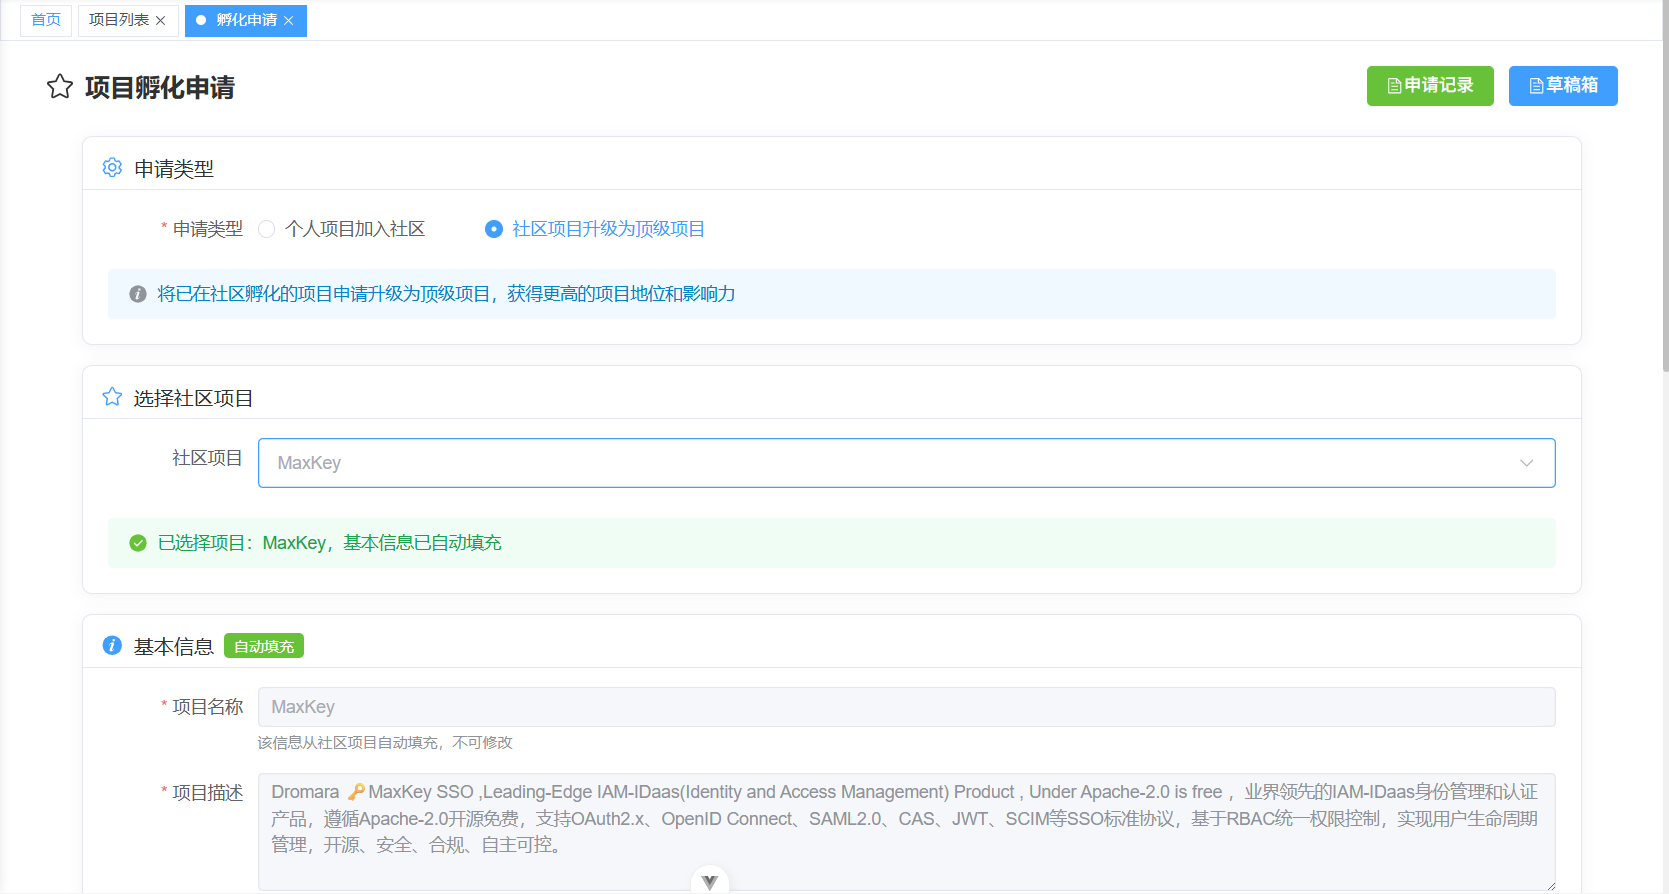 首页
项目列表
孵化申请
项目孵化申请
申请记录
草稿箱
申请类型
* 申请类型
个人项目加入社区
社区项目升级为顶级项目
将已在社区孵化的项目申请升级为顶级项目，获得更高的项目地位和影响力
选择社区项目
社区项目
MaxKey
已选择项目：MaxKey，基本信息已自动填充
基本信息
自动填充
* 项目名称
MaxKey
该信息从社区项目自动填充，不可修改
* 项目描述
Dromara 🔑MaxKey SSO ,Leading-Edge IAM-IDaas(Identity and Access Management) Product , Under Apache-2.0 is free ，业界领先的IAM-IDaas身份管理和认证
产品，遵循Apache-2.0开源免费，支持OAuth2.x、OpenID Connect、SAML2.0、CAS、JWT、SCIM等SSO标准协议，基于RBAC统一权限控制，实现用户生命周期
管理，开源、安全、合规、自主可控。